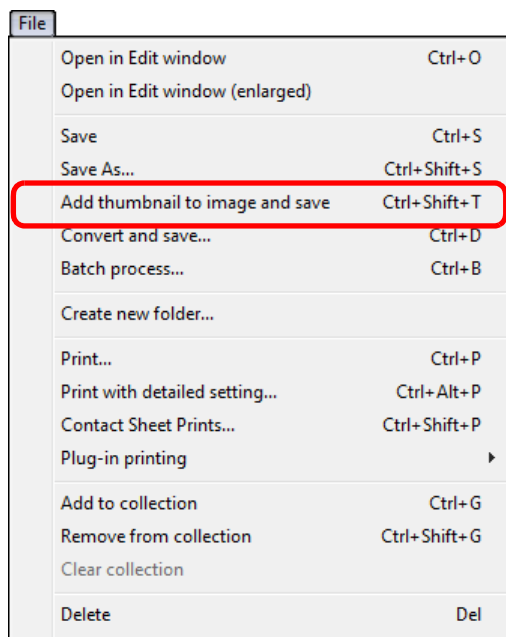 File
Open in Edit window Ctrl+O
Open in Edit window (enlarged)
Save Ctrl+S
Save As... Ctrl+Shift+S
Add thumbnail to image and save Ctrl+Shift+T
Convert and save... Ctrl+D
Batch process... Ctrl+B
Create new folder...
Print... Ctrl+P
Print with detailed setting... Ctrl+Alt+P
Contact Sheet Prints... Ctrl+Shift+P
Plug-in printing
Add to collection Ctrl+G
Remove from collection Ctrl+Shift+G
Clear collection
Delete Del